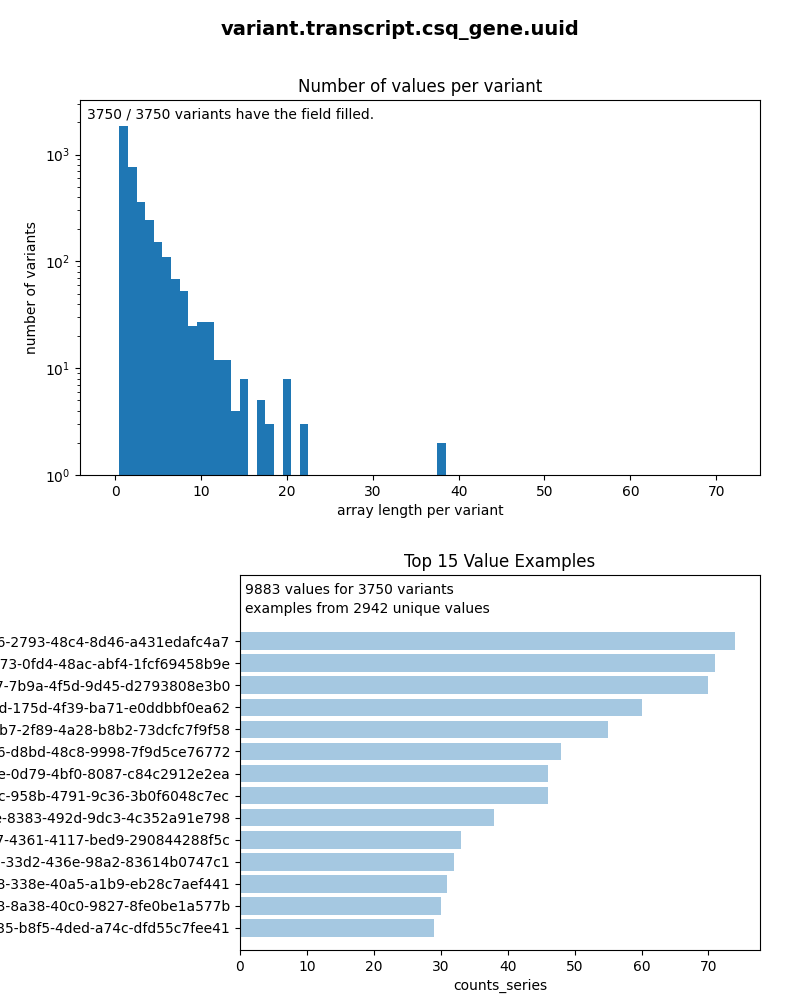 variant.transcript.csq_gene.uuid
Number of values per variant
3750 / 3750 variants have the field filled.
10³
10²
10¹
10⁰
number of variants
0 10 20 30 40 50 60 70
array length per variant
Top 15 Value Examples
9883 values for 3750 variants
examples from 2942 unique values
6-2793-48c4-8d46-a431edafc4a7
73-0fd4-48ac-abf4-1fcf69458b9e
7-7b9a-4f5d-9d45-d2793808e3b0
d-175d-4f39-ba71-e0ddbbf0ea62
b7-2f89-4a28-b8b2-73dcfc7f9f58
6-d8bd-48c8-9998-7f9d5ce76772
e-0d79-4bf0-8087-c84c2912e2ea
c-958b-4791-9c36-3b0f6048c7ec
e-8383-492d-9dc3-4c352a91e798
7-4361-4117-bed9-290844288f5c
-33d2-436e-98a2-83614b0747c1
8-338e-40a5-a1b9-eb28c7aef441
8-8a38-40c0-9827-8fe0be1a577b
35-b8f5-4ded-a74c-dfd55c7fee41
0 10 20 30 40 50 60 70
counts_series